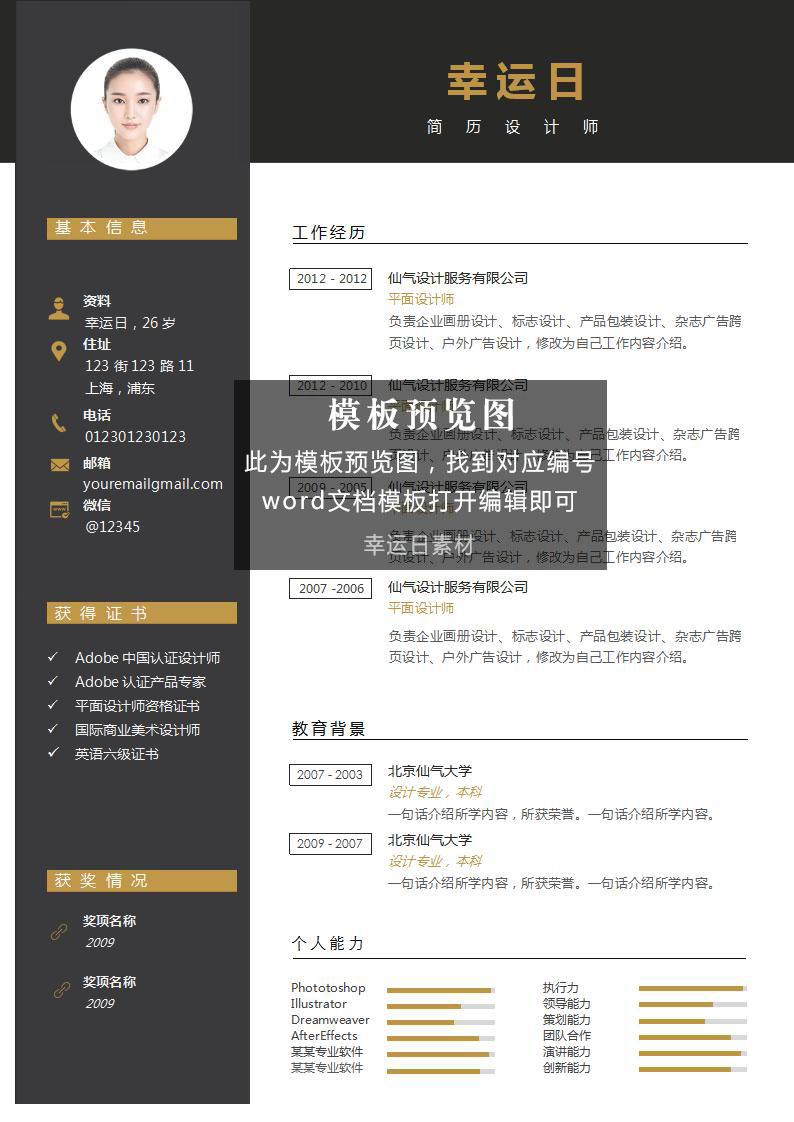 幸运日
简历设计师
基本信息
资料
幸运日，26 岁
住址
123 街 123 路 11
上海，浦东
电话
012301230123
邮箱
youremailgmail.com
微信
@12345
获得证书
Adobe 中国认证设计师
Adobe 认证产品专家
平面设计师资格证书
国际商业美术设计师
英语六级证书
获奖情况
奖项名称
2009
奖项名称
2009
工作经历
2012 - 2012
仙气设计服务有限公司
平面设计师
负责企业画册设计、标志设计、产品包装设计、杂志广告跨
页设计、户外广告设计，修改为自己工作内容介绍。
2012 - 2010
仙气设计服务有限公司
平面设计师
负责企业画册设计、标志设计、产品包装设计、杂志广告跨
页设计、户外广告设计，修改为自己工作内容介绍。
2009 - 2005
仙气设计服务有限公司
负责企业画册设计、标志设计、产品包装设计、杂志广告跨
页设计、户外广告设计，修改为自己工作内容介绍。
模板预览图
此为模板预览图，找到对应编号
word文档模板打开编辑即可
幸运日素材
2007 -2006
仙气设计服务有限公司
平面设计师
负责企业画册设计、标志设计、产品包装设计、杂志广告跨
页设计、户外广告设计，修改为自己工作内容介绍。
教育背景
2007 - 2003
北京仙气大学
设计专业，本科
一句话介绍所学内容，所获荣誉。一句话介绍所学内容。
2009 - 2007
北京仙气大学
设计专业，本科
一句话介绍所学内容，所获荣誉。一句话介绍所学内容。
个人能力
Phototoshop
Illustrator
Dreamweaver
AfterEffects
某某专业软件
某某专业软件
执行力
领导能力
策划能力
团队合作
演讲能力
创新能力